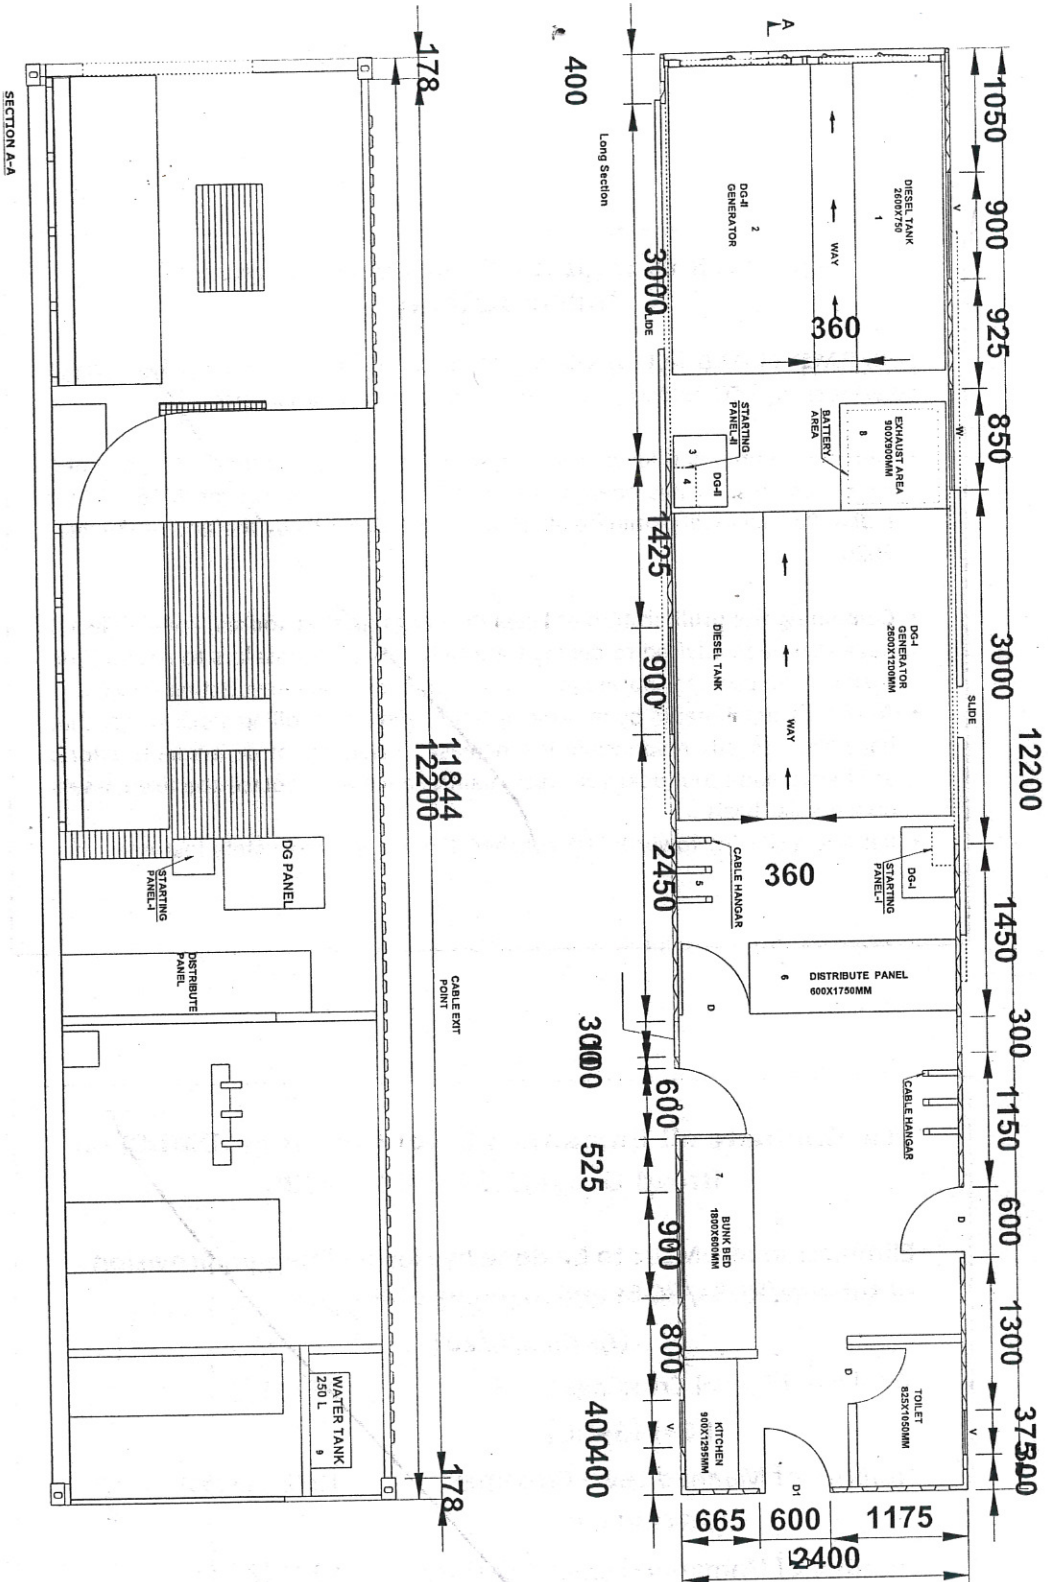 A
1050
900
925
850
3000
1450
300
1150
600
1300
375
300
12200
V
W
SLIDE
D
V
DIESEL TANK
2600X750
1
WAY
360
DG-II
GENERATOR
2
EXHAUST AREA
900X900MM
8
BATTERY
AREA
STARTING
PANEL-II
DG-II
3
4
DG-I
GENERATOR
2600X1200MM
WAY
DIESEL TANK
360
DG-I
STARTING
PANEL-I
CABLE HANGAR
5
DISTRIBUTE PANEL
600X1750MM
6
D
CABLE HANGAR
7
BUNK BED
1800X600MM
D
TOILET
825X1050MM
KITCHEN
900X1295MM
V
D1
665
600
1175
2400
400
3000
1425
900
2450
300
100
600
525
900
800
400
400
Long Section
178
11844
12200
178
CABLE EXIT
POINT
DG PANEL
STARTING
PANEL-I
DISTRIBUTE
PANEL
WATER TANK
250 L
9
SECTION A-A